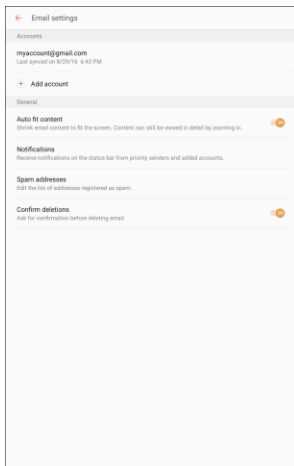 Email settings
Accounts
myaccount@gmail.com
Last synced on 8/29/16 6:43 PM
+ Add account
General
Auto fit content
Shrink email content to fit the screen. Content can still be viewed in detail by zooming in.
ON
Notifications
Receive notifications on the status bar from priority senders and added accounts.
Spam addresses
Edit the list of addresses registered as spam.
Confirm deletions
Ask for confirmation before deleting email.
ON